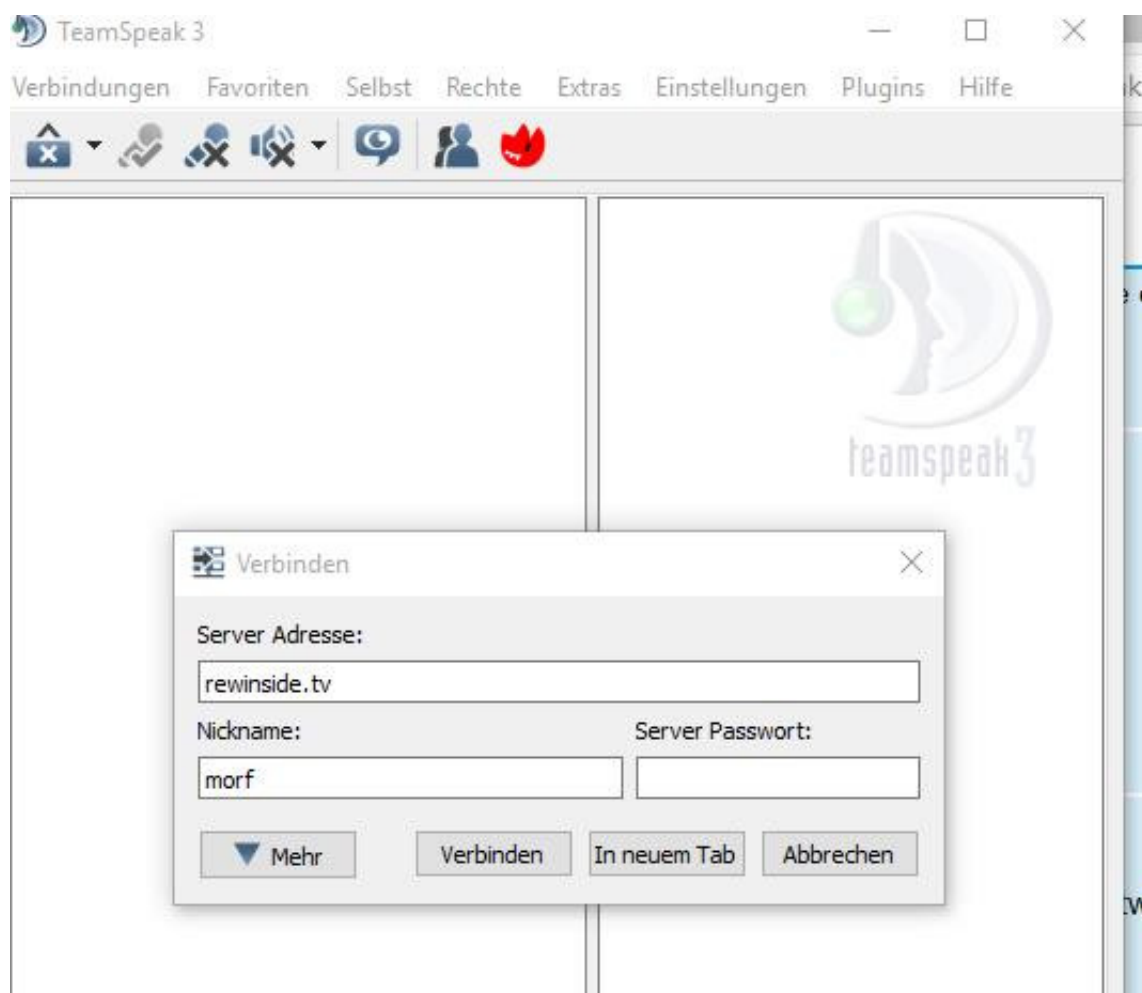 TeamSpeak 3
Verbindungen Favoriten Selbst Rechte Extras Einstellungen Plugins Hilfe
teamspeak 3
Verbinden
Server Adresse:
rewinside.tv
Nickname: Server Passwort:
morf
Mehr Verbinden In neuem Tab Abbrechen